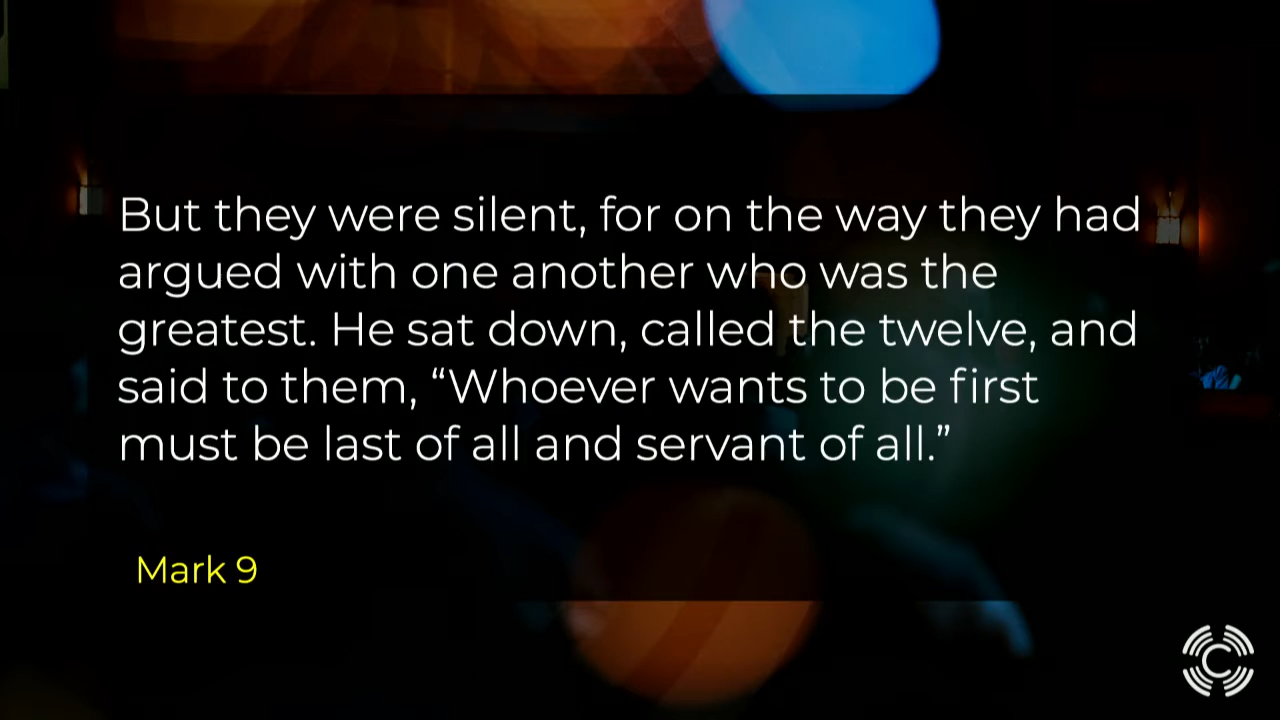 But they were silent, for on the way they had
argued with one another who was the
greatest. He sat down, called the twelve, and
said to them, “Whoever wants to be first
must be last of all and servant of all.”
Mark 9
C